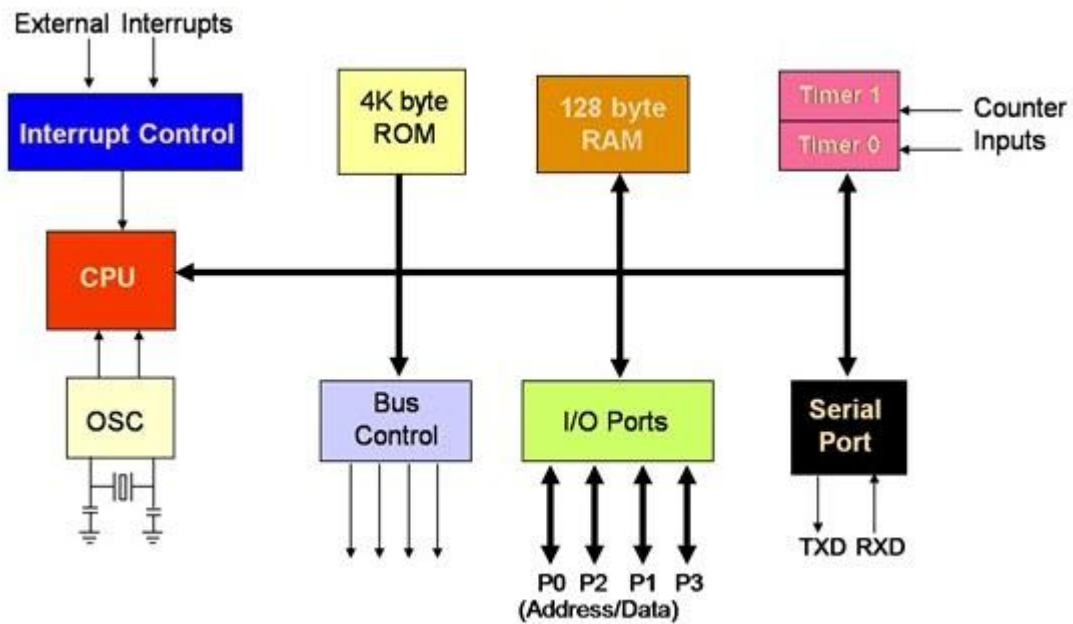 External Interrupts
Interrupt Control
4K byte
ROM
128 byte
RAM
Timer 1
Timer 0
Counter
Inputs
CPU
OSC
Bus
Control
I/O Ports
Serial
Port
TXD RXD
P0 P2 P1 P3
(Address/Data)